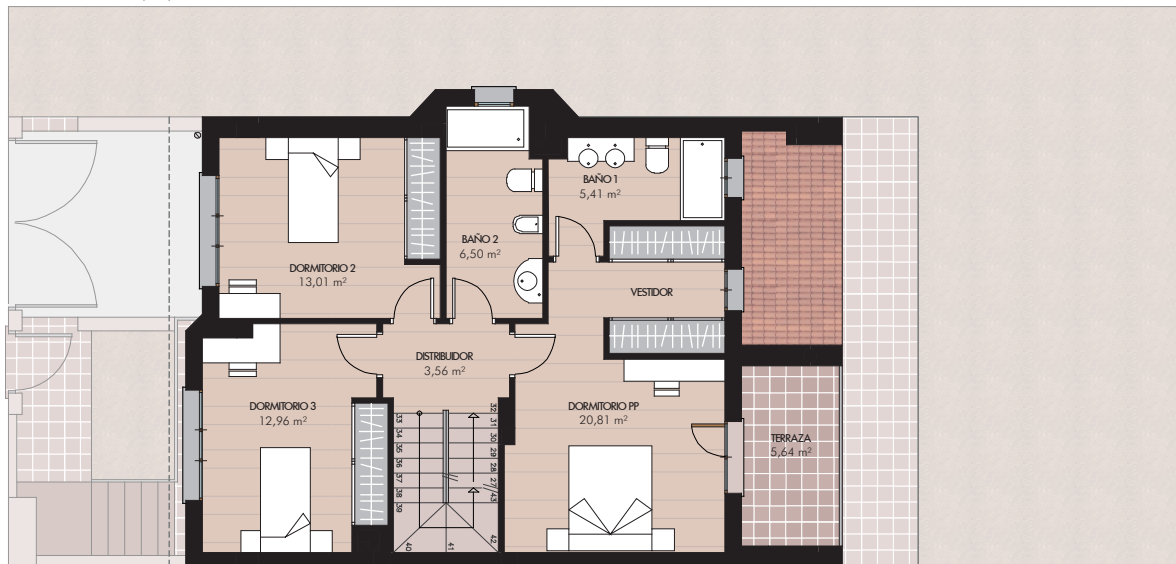 BAÑO 1
5,41 m²
BAÑO 2
6,50 m²
DORMITORIO 2
13,01 m²
VESTIDOR
DISTRIBUIDOR
3,56 m²
DORMITORIO 3
12,96 m²
DORMITORIO PP
20,81 m²
TERRAZA
5,64 m²
33
34
35
36
37
38
39
40
41
42
32
31
30
29
28
27/43